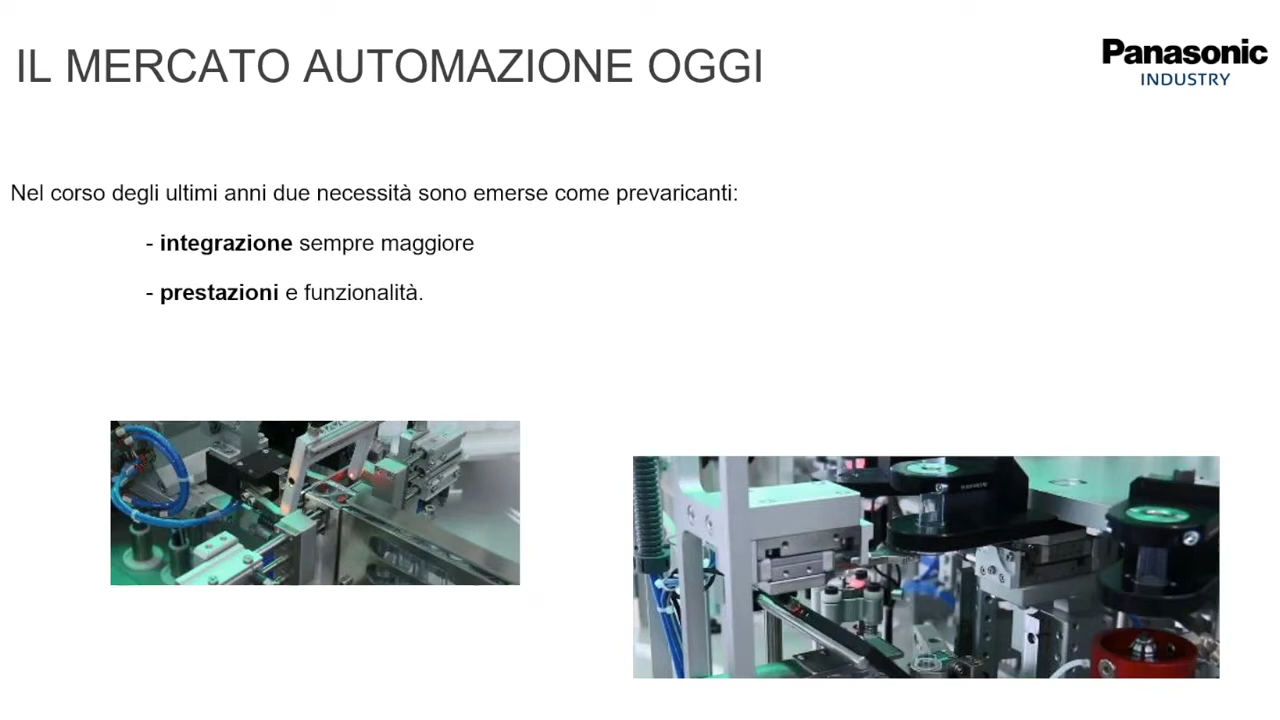 IL MERCATO AUTOMAZIONE OGGI
Panasonic
INDUSTRY
Nel corso degli ultimi anni due necessità sono emerse come prevaricanti:
- integrazione sempre maggiore
- prestazioni e funzionalità.